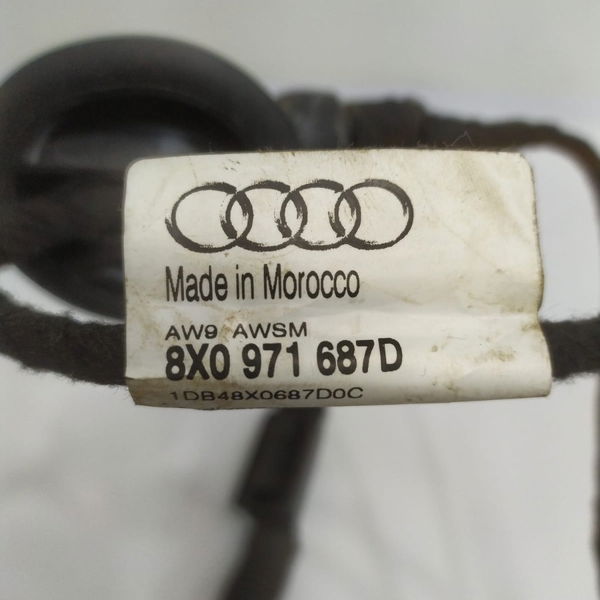 Made in Morocco
AW9 AWSM
8X0 971 687D
1DB48X0687D0C